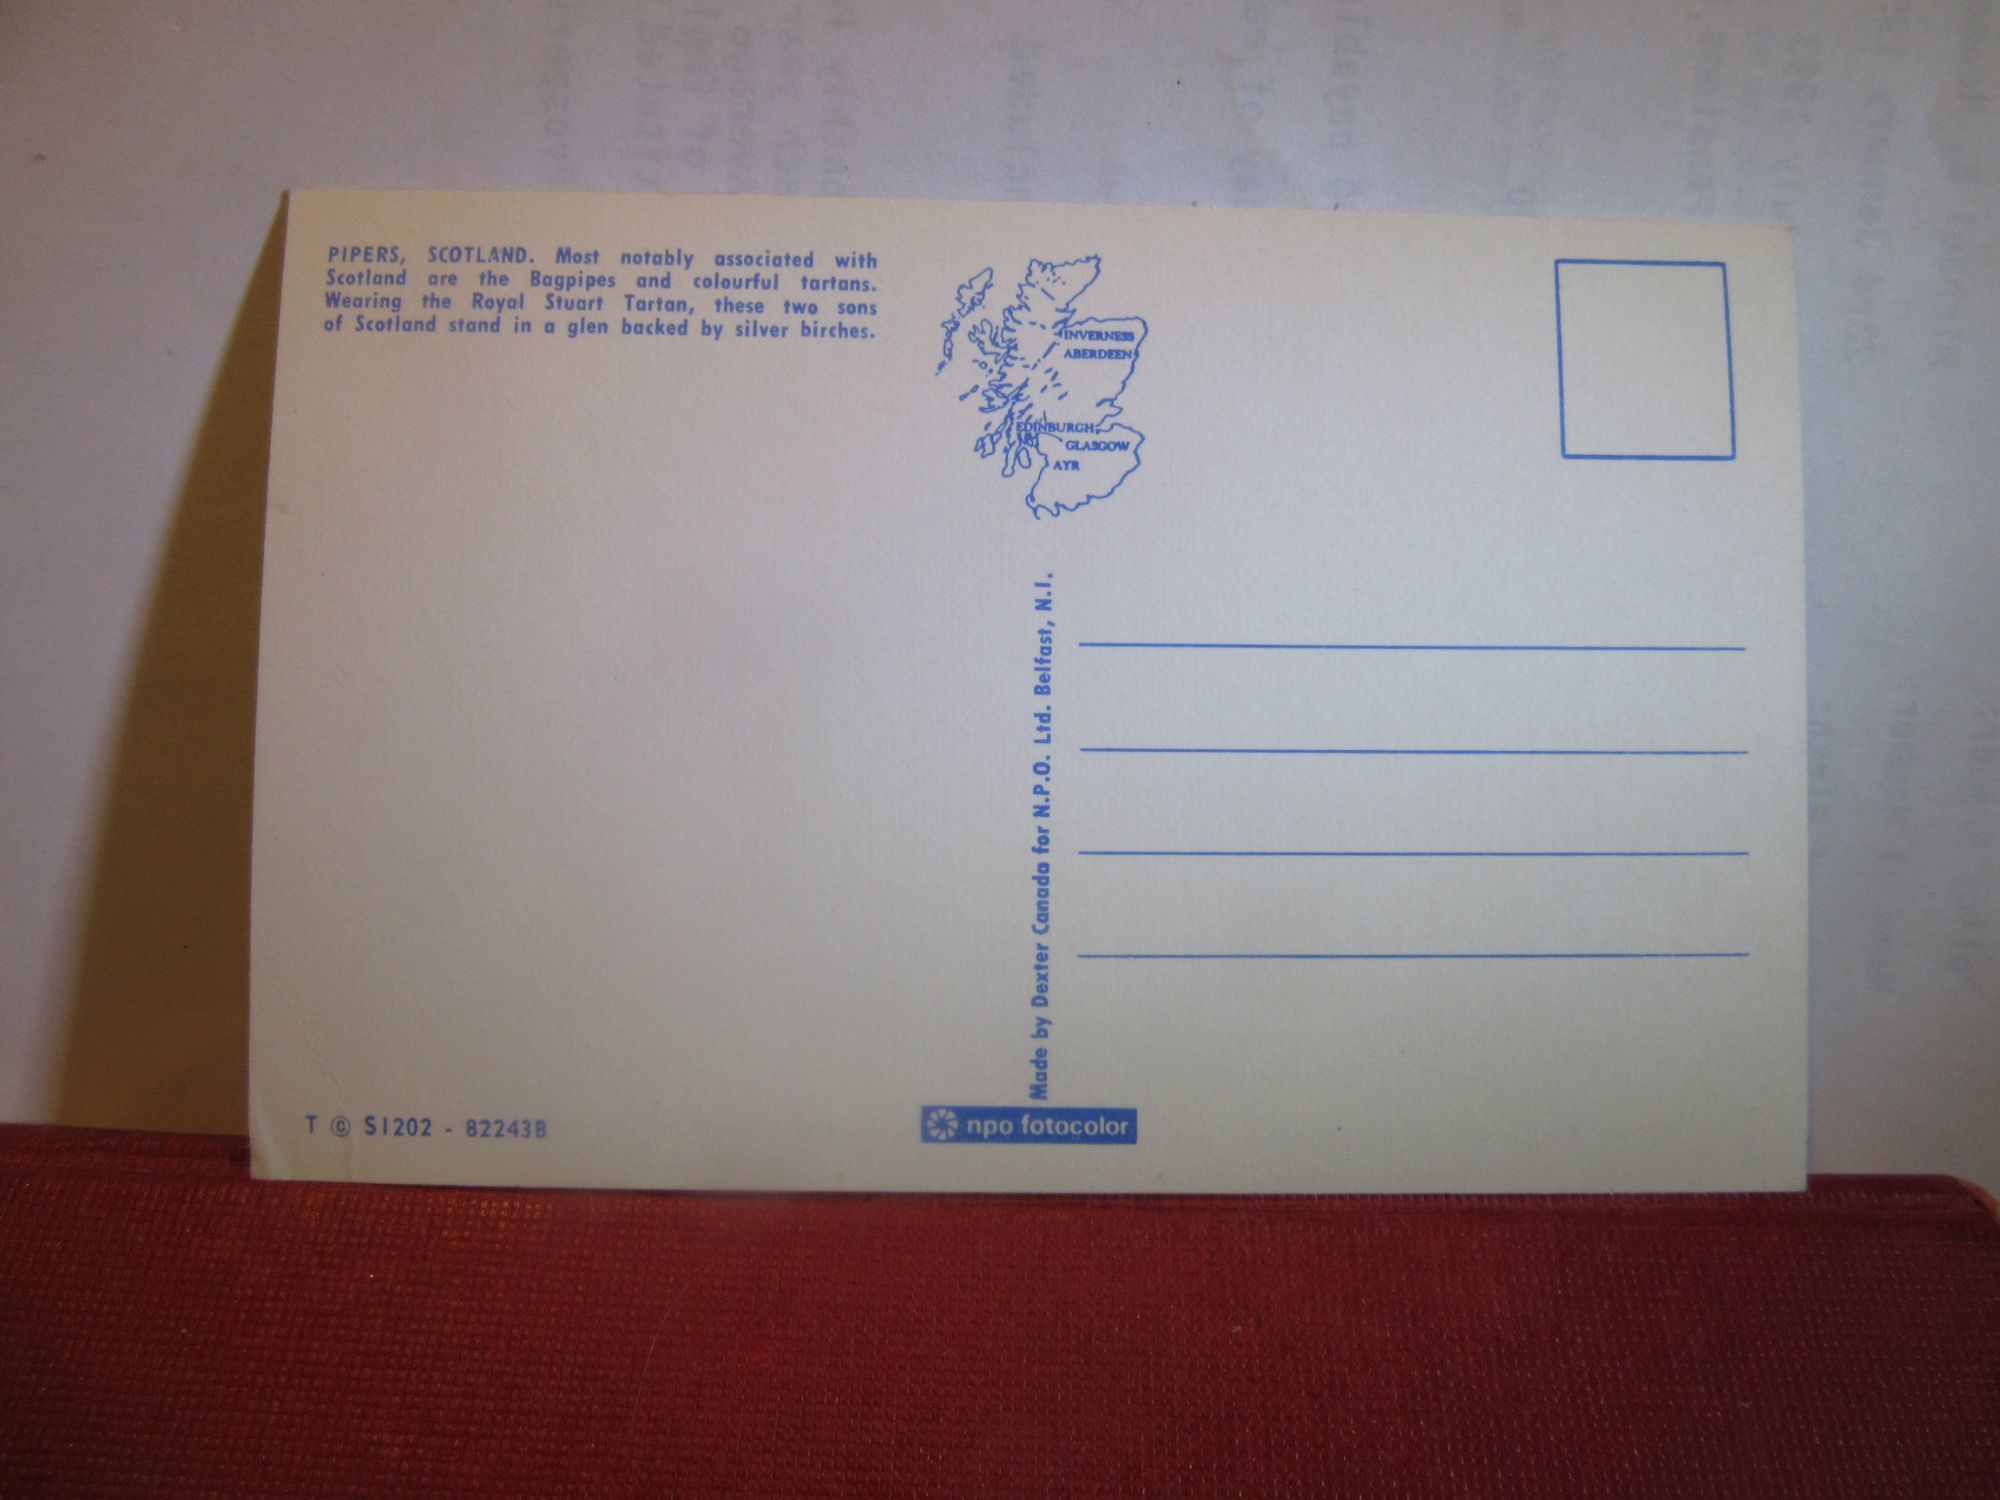 PIPERS, SCOTLAND. Most notably associated with
Scotland are the Bagpipes and colourful tartans.
Wearing the Royal Stuart Tartan, these two sons
of Scotland stand in a glen backed by silver birches.
INVERNESS
ABERDEEN
EDINBURGH
GLASGOW
AYR
Made by Dexter Canada for N.P.O. Ltd. Belfast, N.I.
T © S1202 - 82243B
npo fotocolor